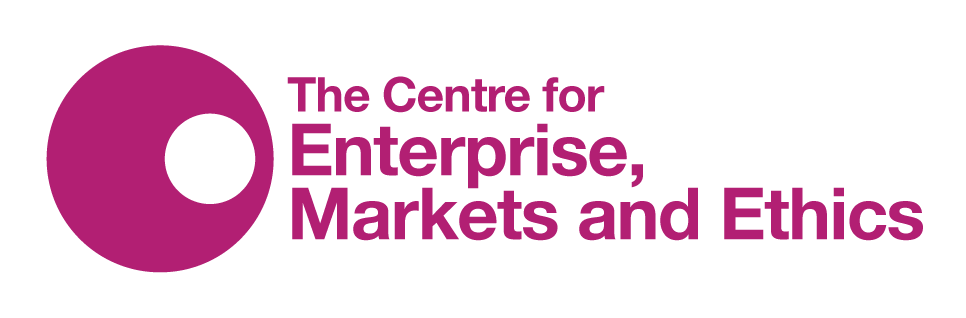 The Centre for
Enterprise,
Markets and Ethics